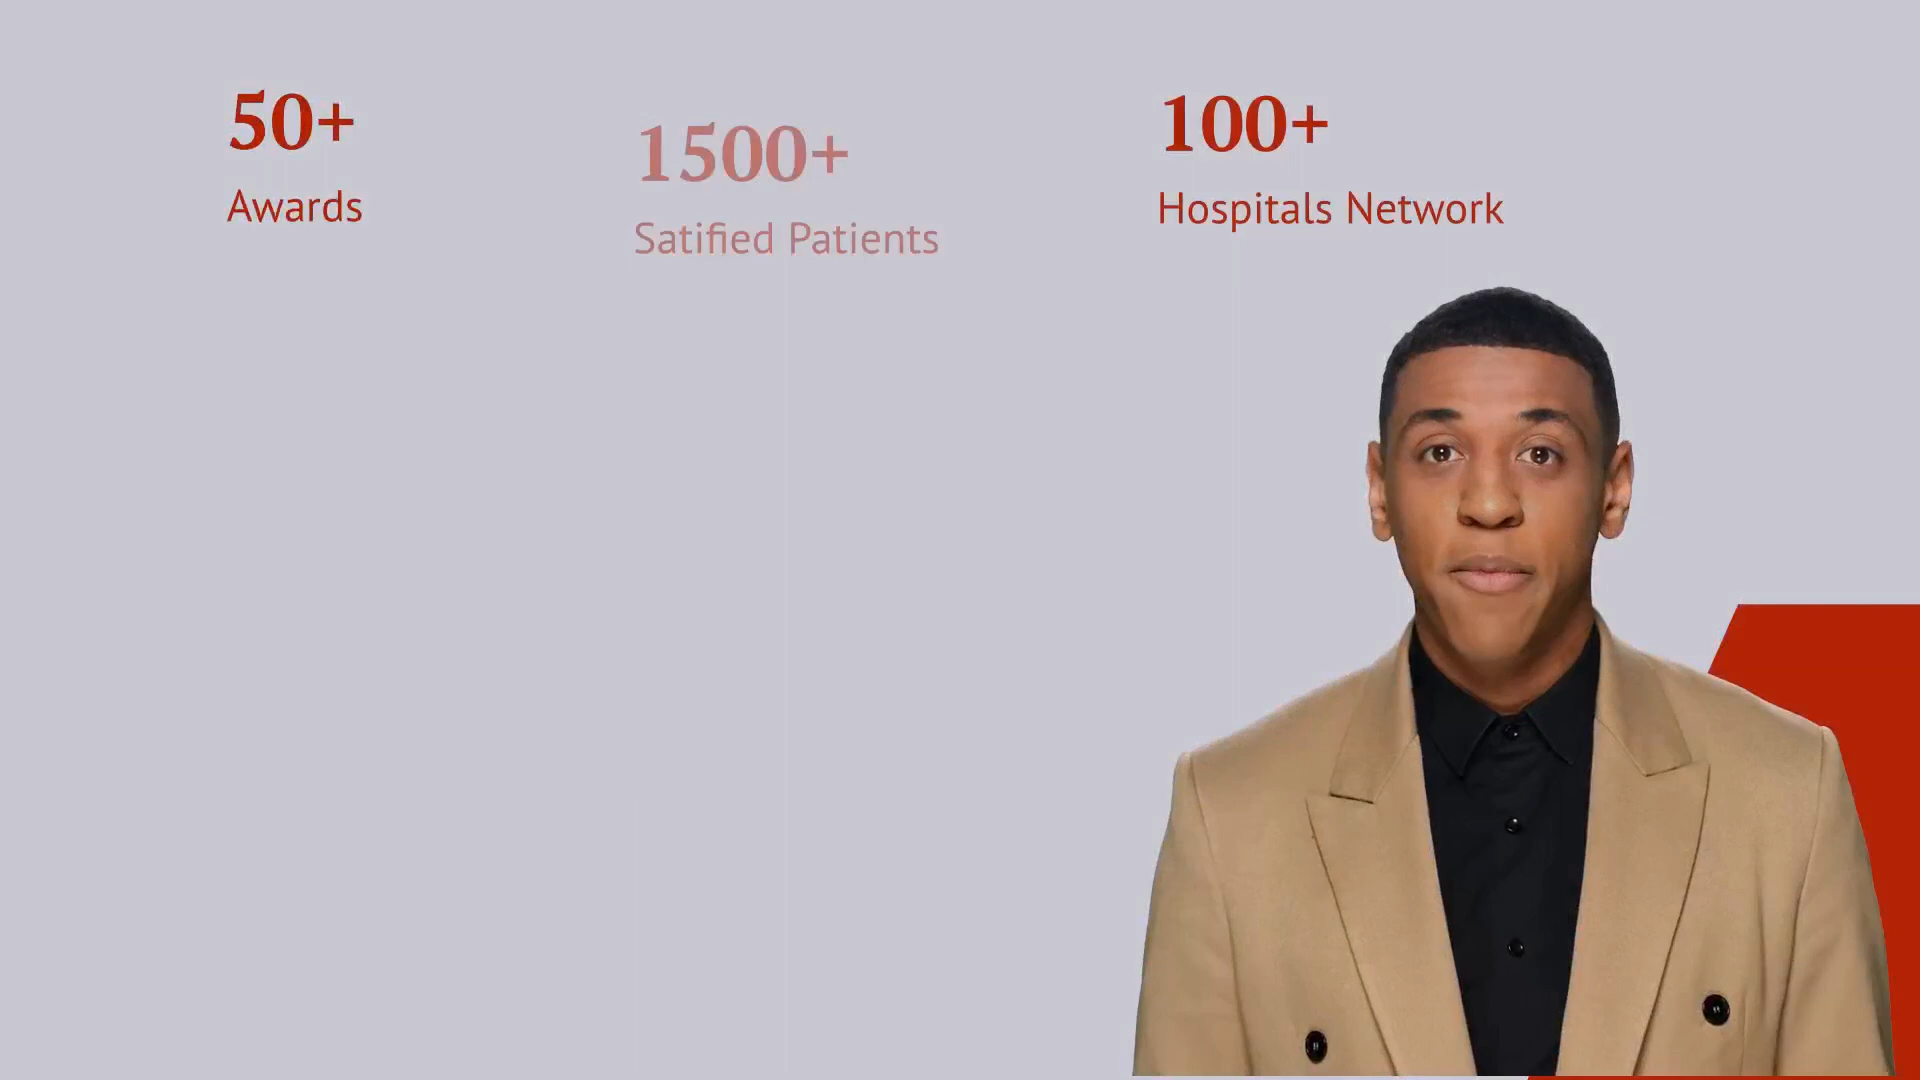 50+
Awards
1500+
Satified Patients
100+
Hospitals Network